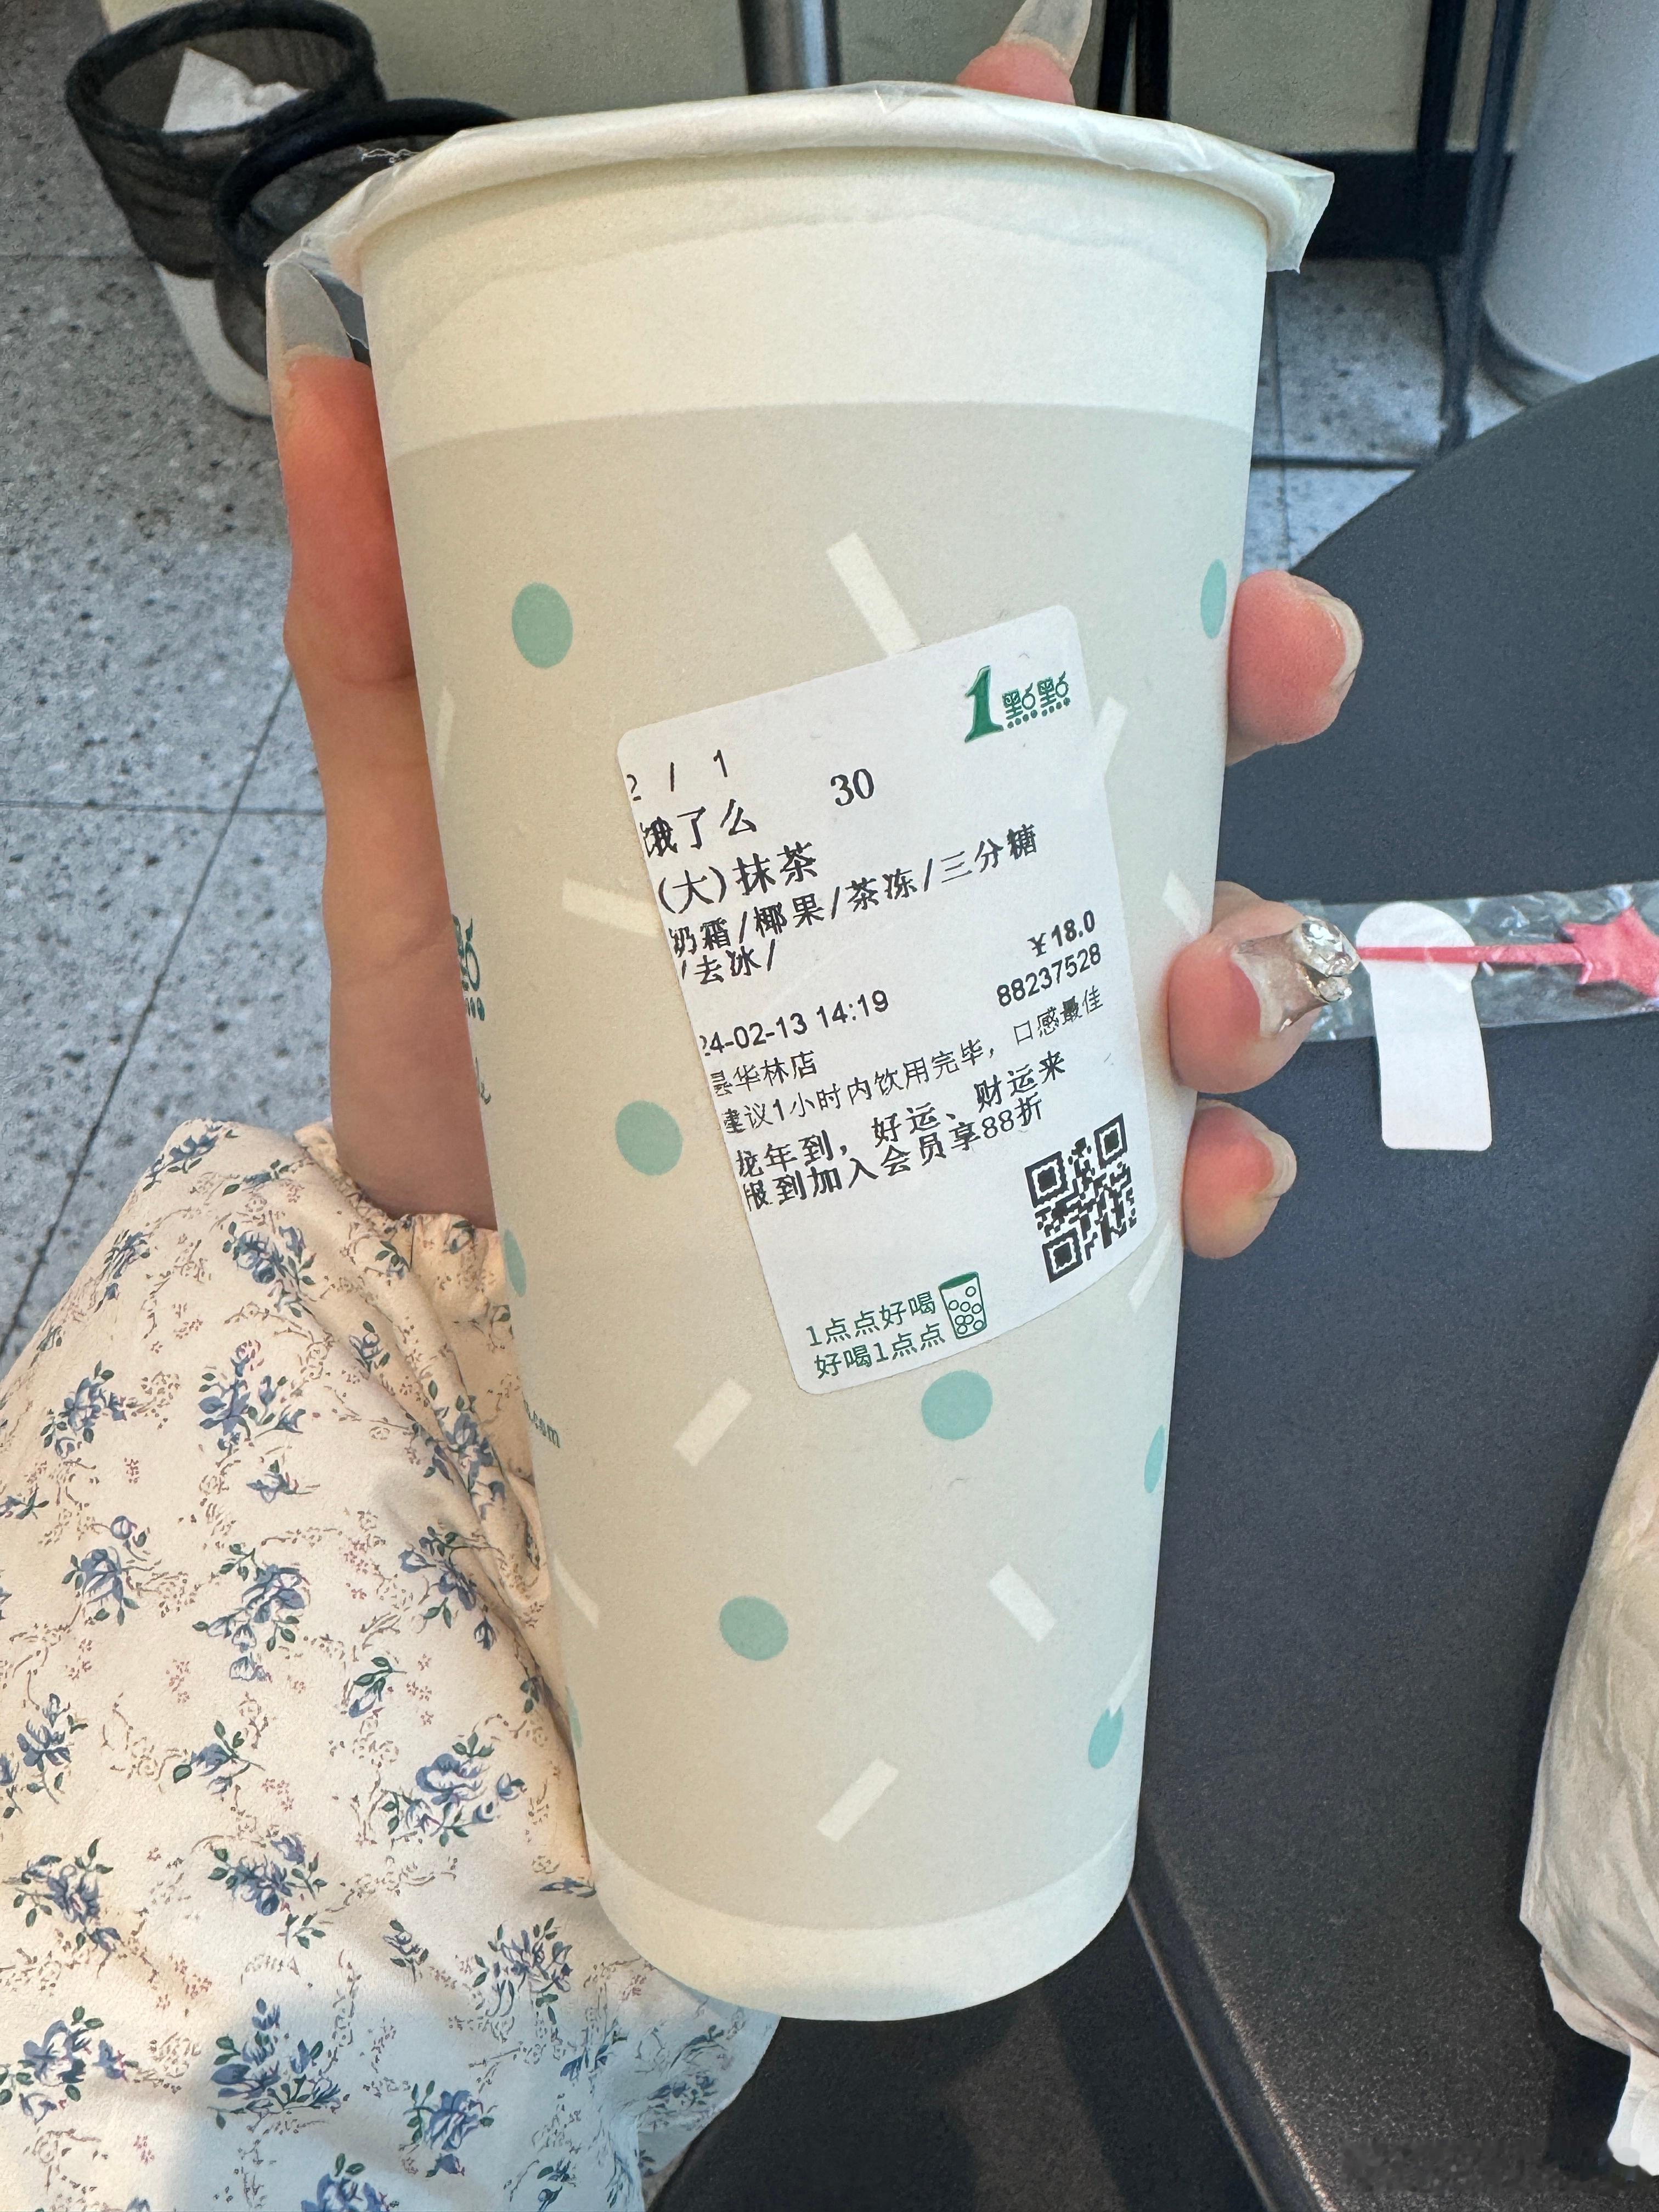 1點點
2 / 1
饿了么 30
(大)抹茶
奶霜/椰果/茶冻/三分糖
/去冰/
¥18.0
24-02-13 14:19 88237528
华林店
建议1小时内饮用完毕，口感最佳
龙年到，好运、财运来
服到加入会员享88折
1点点好喝
好喝1点点
.com